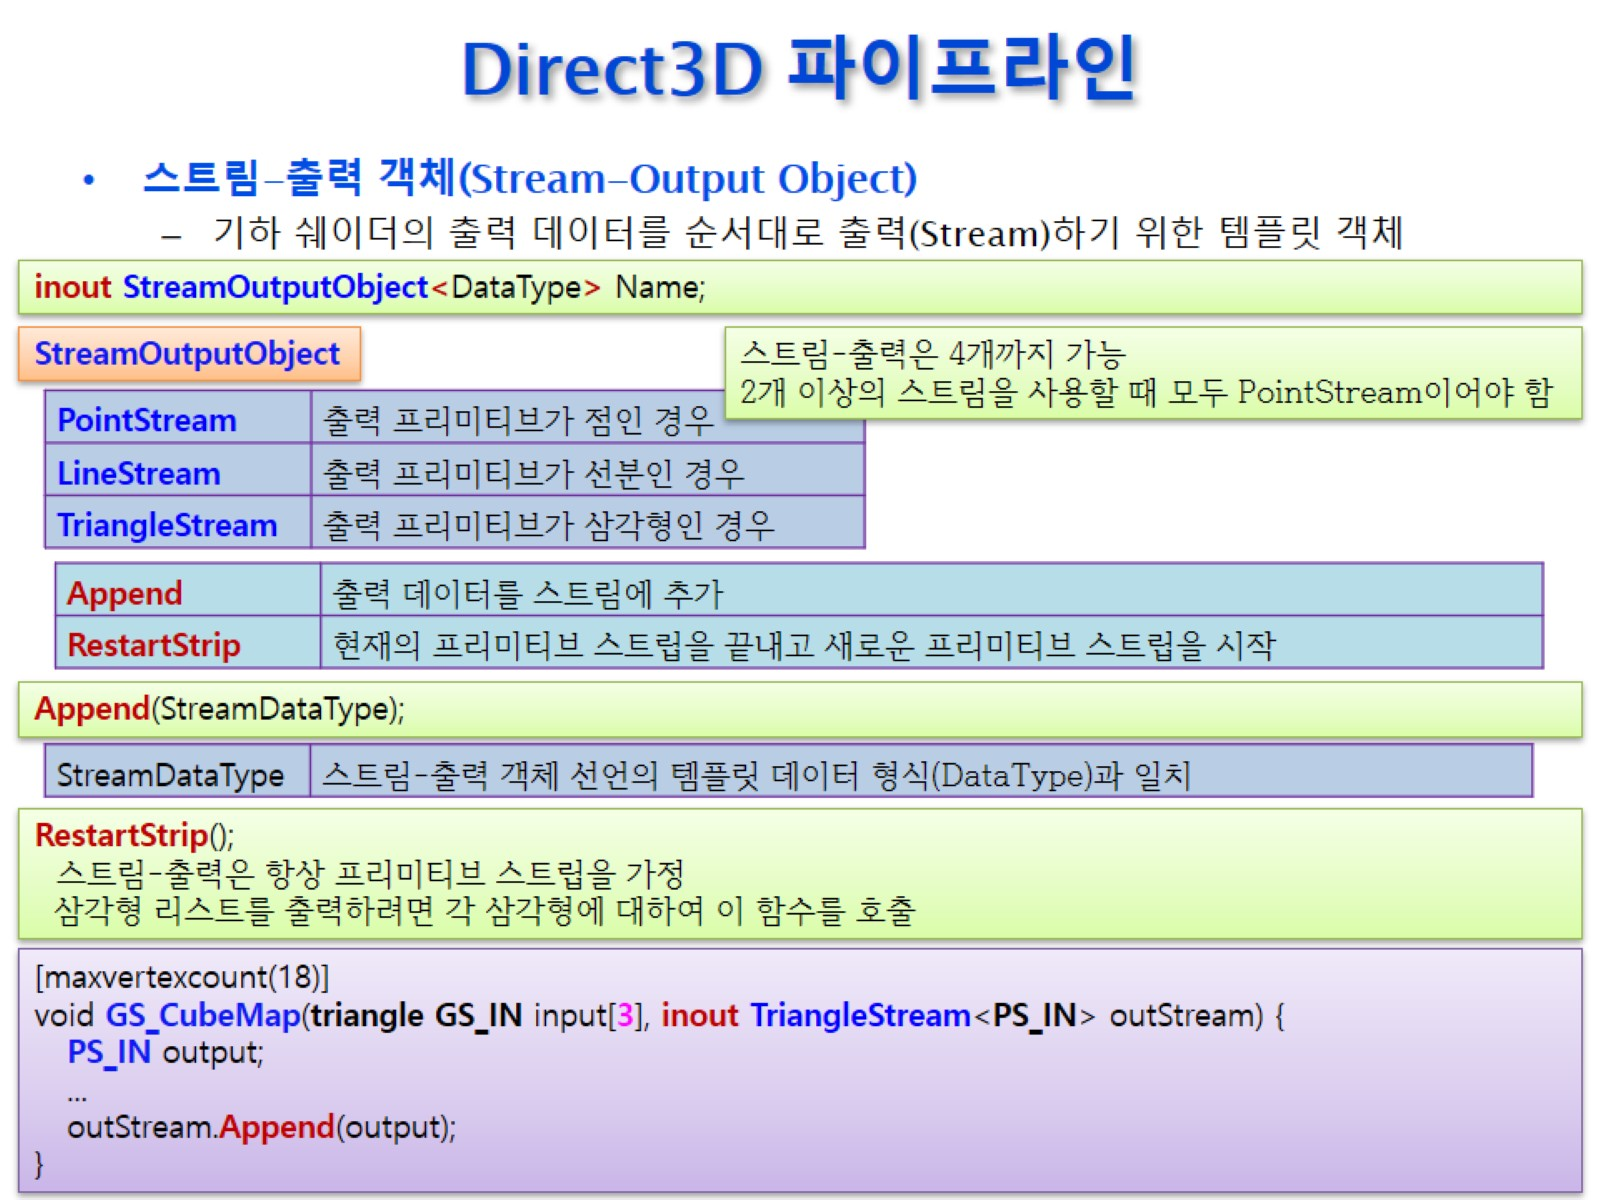 Direct3D 파이프라인
• 스트림-출력 객체(Stream-Output Object)
– 기하 쉐이더의 출력 데이터를 순서대로 출력(Stream)하기 위한 템플릿 객체
inout StreamOutputObject<DataType> Name;
StreamOutputObject
스트림-출력은 4개까지 가능
2개 이상의 스트림을 사용할 때 모두 PointStream이어야 함
PointStream 출력 프리미티브가 점인 경우
LineStream 출력 프리미티브가 선분인 경우
TriangleStream 출력 프리미티브가 삼각형인 경우
Append 출력 데이터를 스트림에 추가
RestartStrip 현재의 프리미티브 스트립을 끝내고 새로운 프리미티브 스트립을 시작
Append(StreamDataType);
StreamDataType 스트림-출력 객체 선언의 템플릿 데이터 형식(DataType)과 일치
RestartStrip();
스트림-출력은 항상 프리미티브 스트립을 가정
삼각형 리스트를 출력하려면 각 삼각형에 대하여 이 함수를 호출
[maxvertexcount(18)]
void GS_CubeMap(triangle GS_IN input[3], inout TriangleStream<PS_IN> outStream) {
PS_IN output;
...
outStream.Append(output);
}